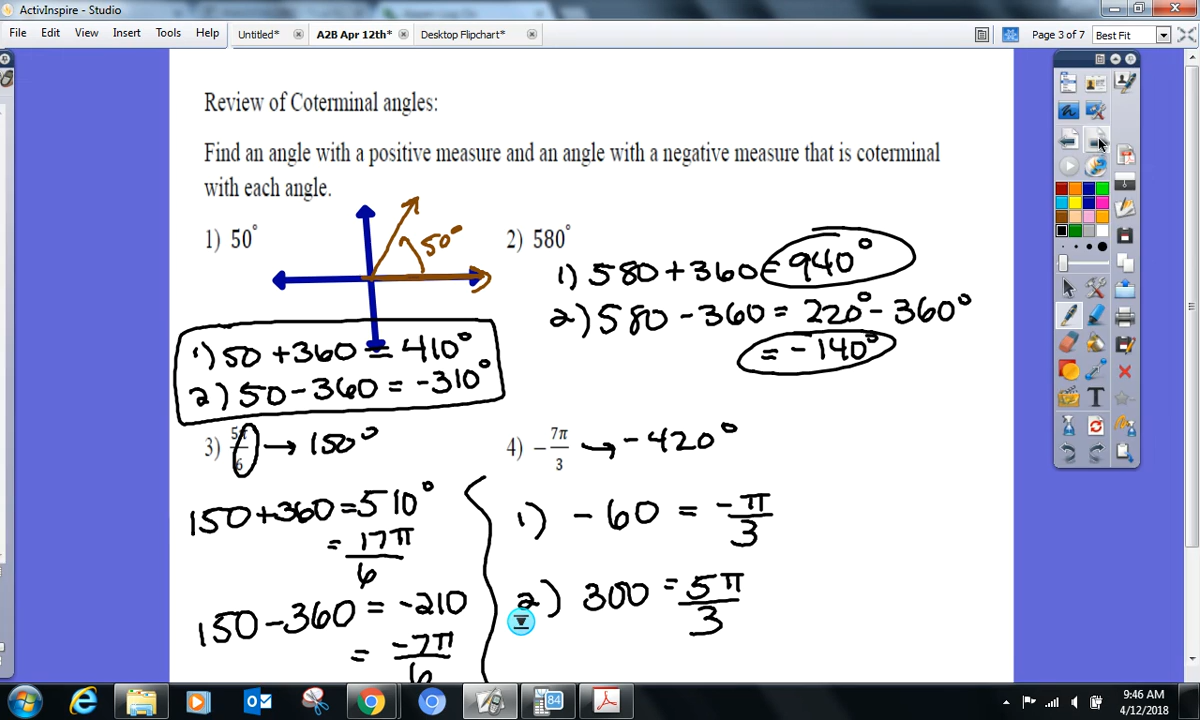 ActivInspire - Studio
File Edit View Insert Tools Help Untitled* A2B Apr 12th* Desktop Flipchart* Page 3 of 7 Best Fit
Review of Coterminal angles:
Find an angle with a positive measure and an angle with a negative measure that is coterminal
with each angle.
1) 50°
50°
1) 50 + 360 = 410°
2) 50 - 360 = -310°
2) 580°
1) 580 + 360 = 940°
2) 580 - 360 = 220° - 360°
= -140°
3) 5π/6 → 150°
150 + 360 = 510°
= 17π/6
150 - 360 = -210
= -7π/6
4) -7π/3 → -420°
1) -60 = -π/3
2) 300 = 5π/3
84
9:46 AM
4/12/2018